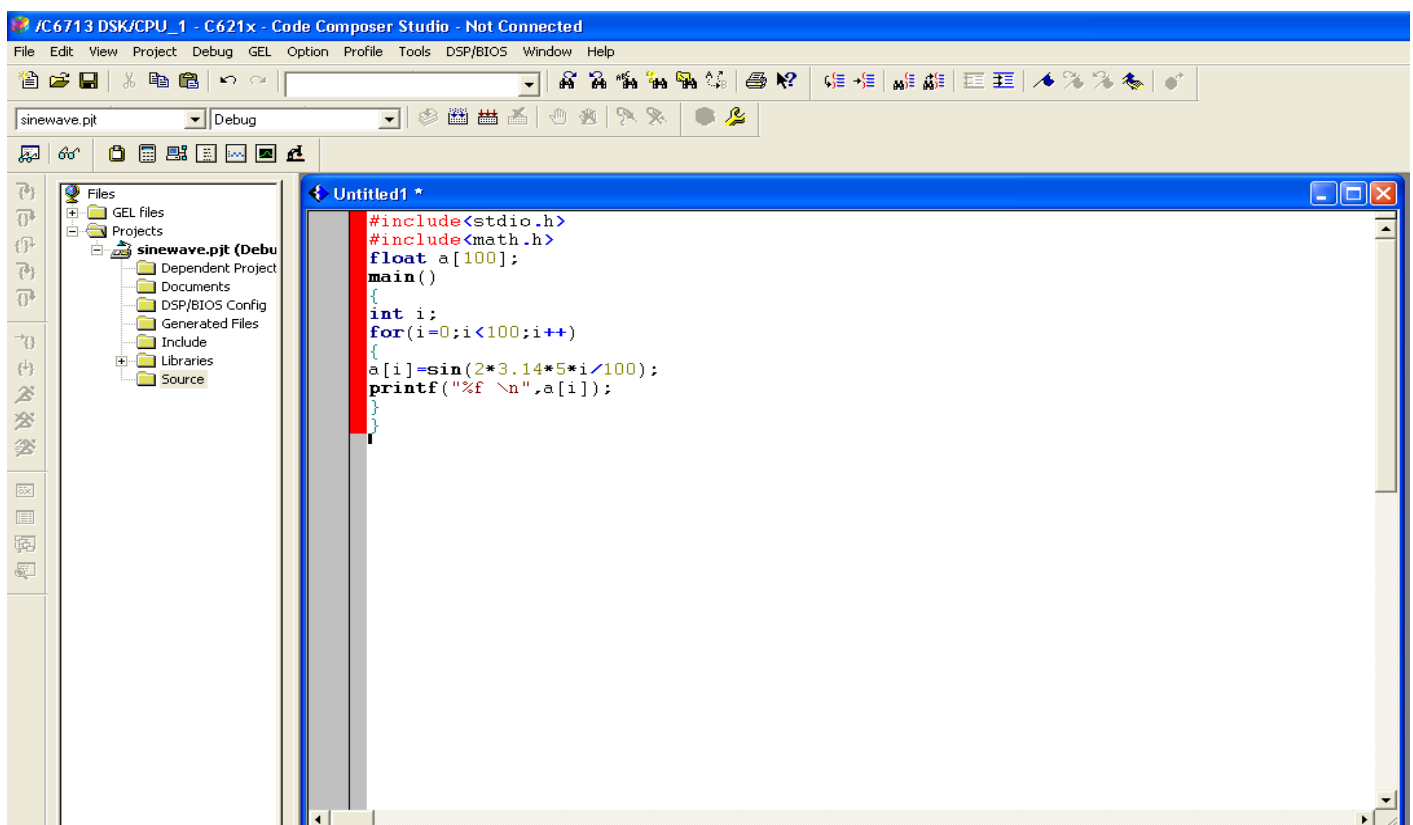 /C6713 DSK/CPU_1 - C621x - Code Composer Studio - Not Connected
File Edit View Project Debug GEL Option Profile Tools DSP/BIOS Window Help
sinewave.pjt Debug
Files
GEL files
Projects
sinewave.pjt (Debu
Dependent Project
Documents
DSP/BIOS Config
Generated Files
Include
Libraries
Source
Untitled1 *
#include<stdio.h>
#include<math.h>
float a[100];
main()
{
int i;
for(i=0;i<100;i++)
{
a[i]=sin(2*3.14*5*i/100);
printf("%f \n",a[i]);
}
}